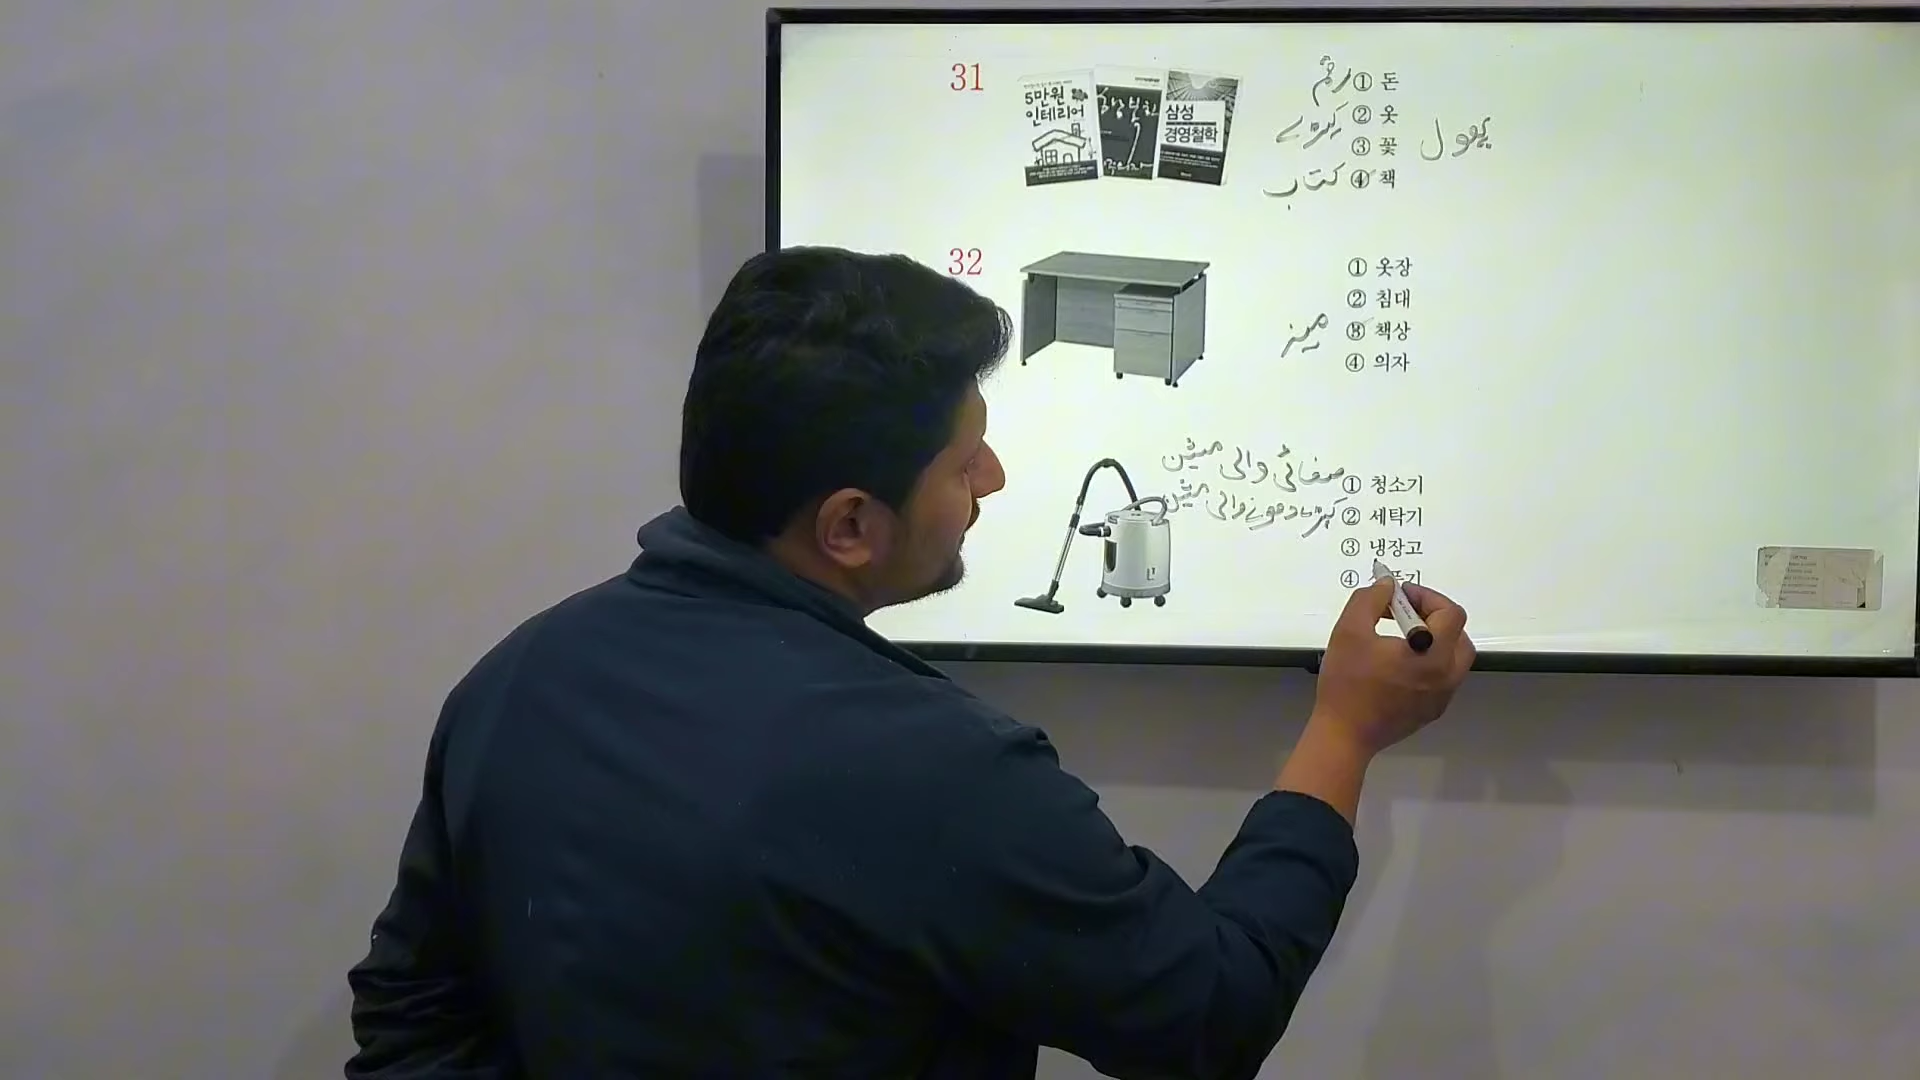 31
5만원
인테리어
삼성
경영철학
رقم ① 돈
کپڑے ② 옷
③ 꽃 پھول
کتاب ④ 책
32
① 옷장
② 침대
میز ③ 책상
④ 의자
صفائی والی مشین ① 청소기
کپڑے دھونے والی مشین ② 세탁기
③ 냉장고
④